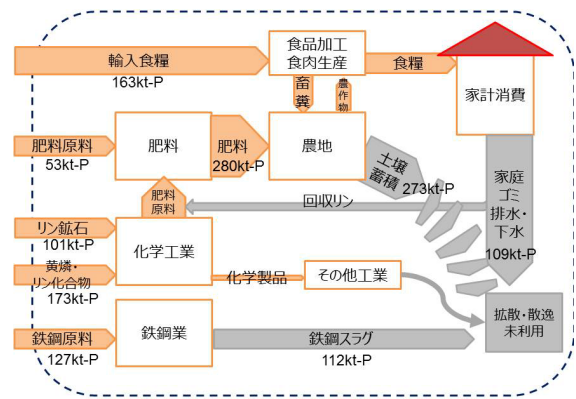 輸入食糧
163kt-P
食品加工
食肉生産
食糧
家計消費
畜糞
農作物
肥料原料
53kt-P
肥料
肥料
280kt-P
農地
土壌
蓄積
273kt-P
家庭
ゴミ
排水・
下水
109kt-P
肥料
原料
回収リン
リン鉱石
101kt-P
化学工業
黄燐・
リン化合物
173kt-P
化学製品
その他工業
拡散・散逸
未利用
鉄鋼原料
127kt-P
鉄鋼業
鉄鋼スラグ
112kt-P